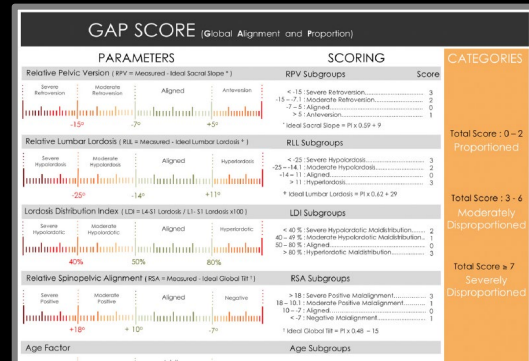 GAP SCORE (Global Alignment and Proportion)
PARAMETERS
SCORING
CATEGORIES
Relative Pelvic Version (RPV = Measured - Ideal Sacral Slope *)
RPV Subgroups
Score
Severe Retroversion
Moderate Retroversion
Aligned
Anteversion
-15°
-7°
+5°
< -15 : Severe Retroversion 3
-15 – -7.1 : Moderate Retroversion 2
-7 – 5 : Aligned 0
> 5 : Anteversion 1
* Ideal Sacral Slope = PI x 0.59 + 9
Total Score : 0 – 2
Proportioned
Relative Lumbar Lordosis ( RLL = Measured - Ideal Lumbar Lordosis * )
RLL Subgroups
Severe Hypolordosis
Moderate Hypolordosis
Aligned
Hyperlordosis
-25°
-14°
+11°
< -25 : Severe Hypolordosis 3
-25 – -14.1 : Moderate Hypolordosis 2
-14 – 11 : Aligned 0
> 11 : Hyperlordosis 3
Ideal Lumbar Lordosis = PI x 0.62 + 29
Total Score : 3 - 6
Moderately
Disproportioned
Lordosis Distribution Index ( LDI = L4-S1 Lordosis / L1- S1 Lordosis x100 )
LDI Subgroups
Severe Hypolordotic
Moderate Hypolordotic
Aligned
Hyperlordotic
40%
50%
80%
< 40 % : Severe Hypolordotic Maldistribution 2
40 – 49 % : Moderate Hypolordotic Maldistribution 1
50 – 80 % : Aligned 0
> 80 % : Hyperlordotic Maldistribution 3
Total Score ≥ 7
Severely
Disproportioned
Relative Spinopelvic Alignment ( RSA = Measured - Ideal Global Tilt † )
RSA Subgroups
Severe Positive
Moderate Positive
Aligned
Negative
+18°
+ 10°
-7°
> 18 : Severe Positive Malalignment 3
18 – 10.1 : Moderate Positive Malalignment 1
10 – -7 : Aligned 0
< -7 : Negative Malalignment 1
† Ideal Global Tilt = PI x 0.48 – 15
Age Factor
Age Subgroups